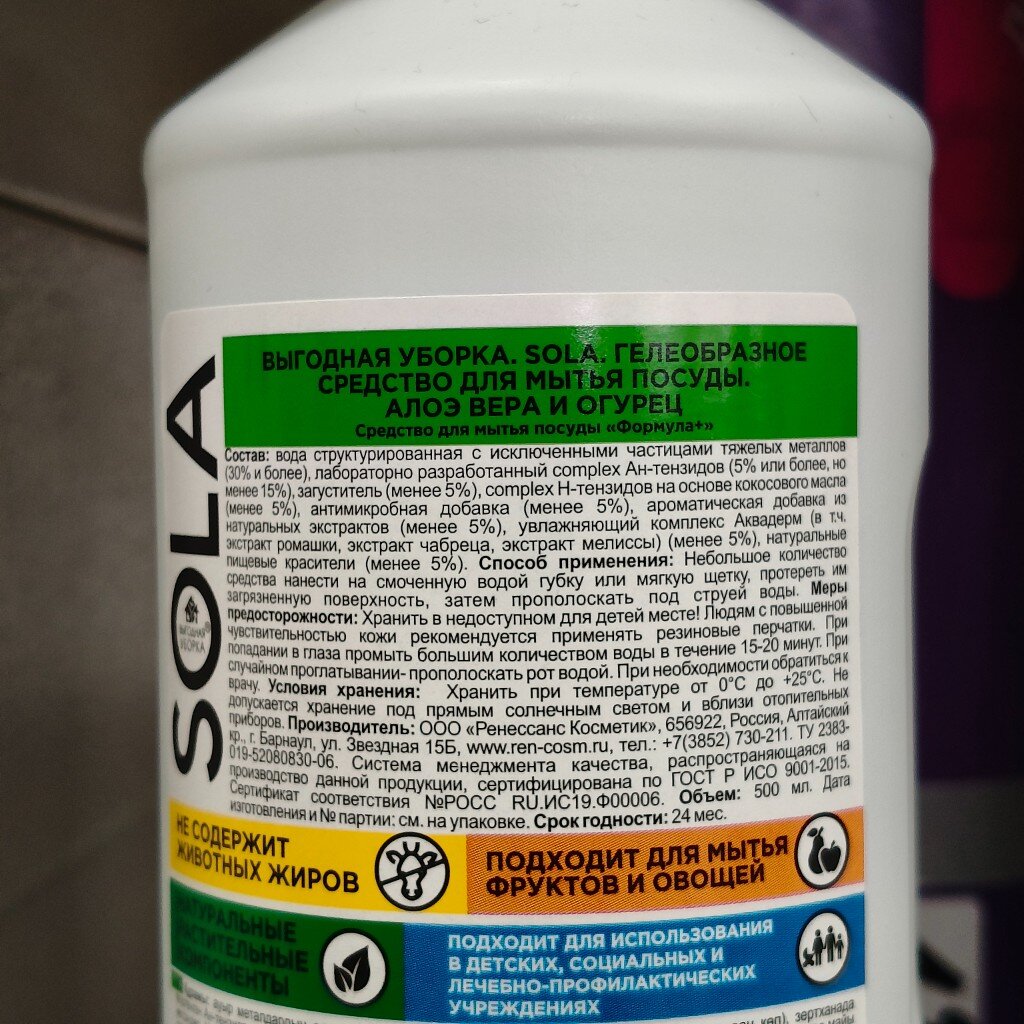 SOLA
ВЫГОДНАЯ УБОРКА
ВЫГОДНАЯ УБОРКА. SOLA. ГЕЛЕОБРАЗНОЕ
СРЕДСТВО ДЛЯ МЫТЬЯ ПОСУДЫ.
АЛОЭ ВЕРА И ОГУРЕЦ
Средство для мытья посуды «Формула+»
Состав: вода структурированная с исключенными частицами тяжелых металлов
(30% и более), лабораторно разработанный complex Ан-тензидов (5% или более, но
менее 15%), загуститель (менее 5%), complex Н-тензидов на основе кокосового масла
(менее 5%), антимикробная добавка (менее 5%), ароматическая добавка из
натуральных экстрактов (менее 5%), увлажняющий комплекс Аквадерм (в т.ч.
экстракт ромашки, экстракт чабреца, экстракт мелиссы) (менее 5%), натуральные
пищевые красители (менее 5%). Способ применения: Небольшое количество
средства нанести на смоченную водой губку или мягкую щетку, протереть им
загрязненную поверхность, затем прополоскать под струей воды. Меры
предосторожности: Хранить в недоступном для детей месте! Людям с повышенной
чувствительностью кожи рекомендуется применять резиновые перчатки. При
попадании в глаза промыть большим количеством воды в течение 15-20 минут. При
случайном проглатывании- прополоскать рот водой. При необходимости обратиться к
врачу. Условия хранения: Хранить при температуре от 0°С до +25°С. Не
допускается хранение под прямым солнечным светом и вблизи отопительных
приборов. Производитель: ООО «Ренессанс Косметик», 656922, Россия, Алтайский
кр., г. Барнаул, ул. Звездная 15Б, www.ren-cosm.ru, тел.: +7(3852) 730-211. ТУ 2383-
019-52080830-06. Система менеджмента качества, распространяющаяся на
производство данной продукции, сертифицирована по ГОСТ Р ИСО 9001-2015.
Сертификат соответствия №РОСС RU.ИС19.Ф00006. Объем: 500 мл. Дата
изготовления и № партии: см. на упаковке. Срок годности: 24 мес.
НЕ СОДЕРЖИТ
ЖИВОТНЫХ ЖИРОВ
ПОДХОДИТ ДЛЯ МЫТЬЯ
ФРУКТОВ И ОВОЩЕЙ
НАТУРАЛЬНЫЕ
РАСТИТЕЛЬНЫЕ
КОМПОНЕНТЫ
ПОДХОДИТ ДЛЯ ИСПОЛЬЗОВАНИЯ
В ДЕТСКИХ, СОЦИАЛЬНЫХ И
ЛЕЧЕБНО-ПРОФИЛАКТИЧЕСКИХ
УЧРЕЖДЕНИЯХ
ауыр металдардың
көп), зертханада